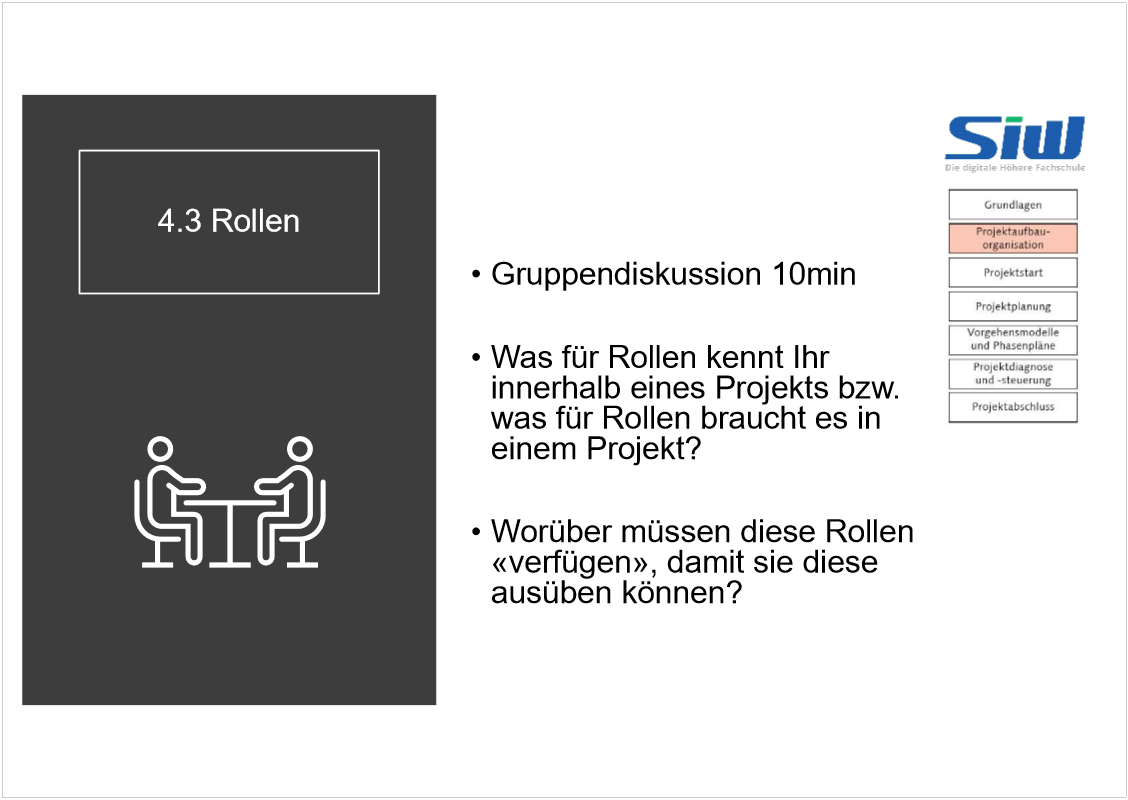 4.3 Rollen
• Gruppendiskussion 10min
• Was für Rollen kennt Ihr
innerhalb eines Projekts bzw.
was für Rollen braucht es in
einem Projekt?
• Worüber müssen diese Rollen
«verfügen», damit sie diese
ausüben können?
Siw
Die digitale Höhere Fachschule
Grundlagen
Projektaufbau-
organisation
Projektstart
Projektplanung
Vorgehensmodelle
und Phasenpläne
Projektdiagnose
und -steuerung
Projektabschluss